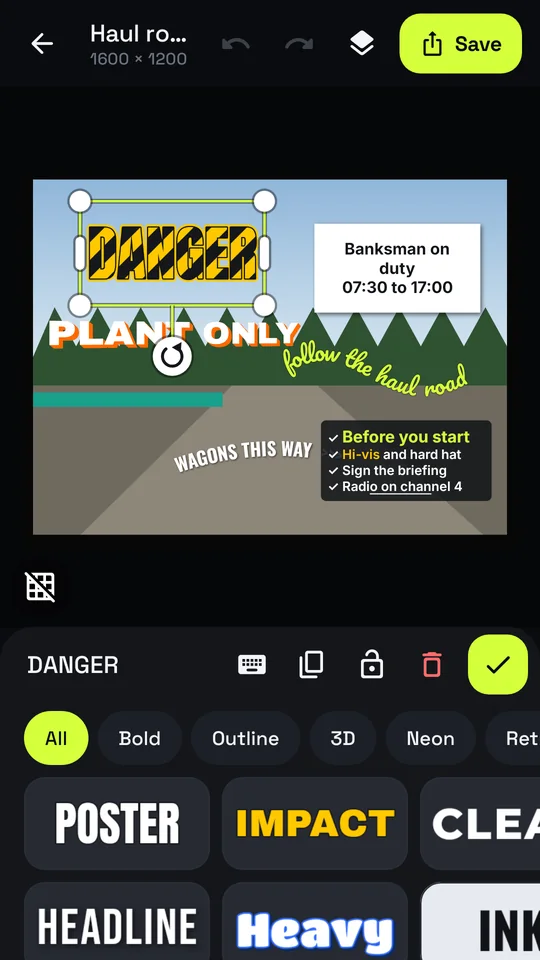 Haul ro...
1600 × 1200
Save
DANGER
Banksman on
duty
07:30 to 17:00
PLANT ONLY
follow the haul road
WAGONS THIS WAY
✓ Before you start
✓ Hi-vis and hard hat
✓ Sign the briefing
✓ Radio on channel 4
DANGER
All
Bold
Outline
3D
Neon
Ret
POSTER
IMPACT
CLEA
HEADLINE
Heavy
INK